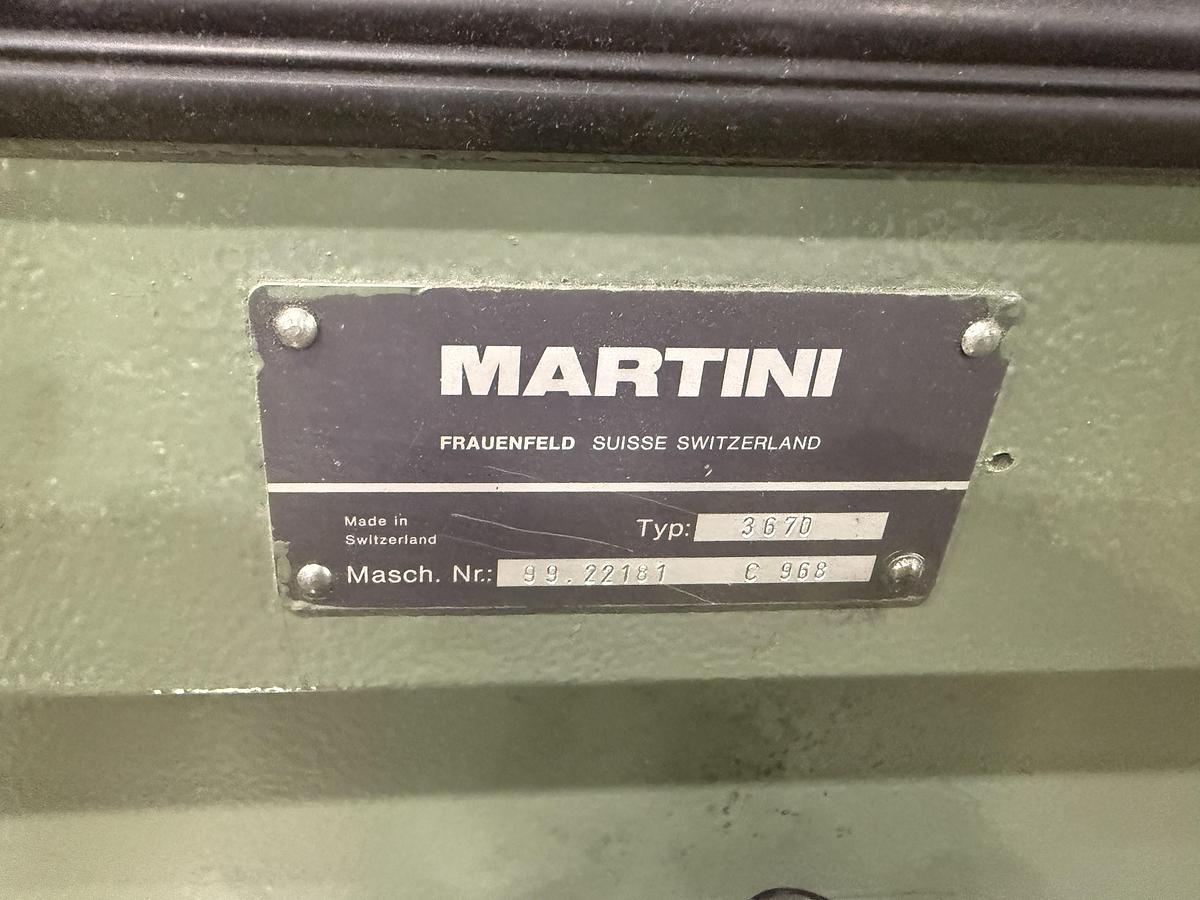 MARTINI
FRAUENFELD SUISSE SWITZERLAND
Made in
Switzerland
Typ: 3670
Masch. Nr.: 99.22181 C 968